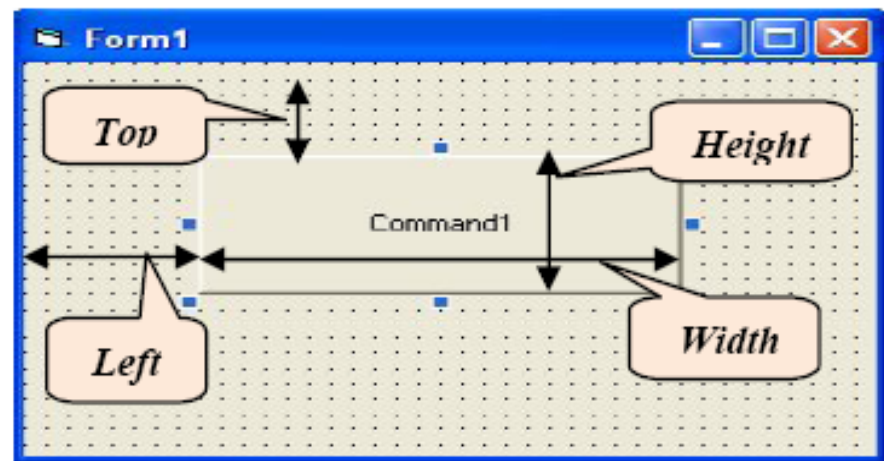 Form1
Top
Height
Command1
Left
Width